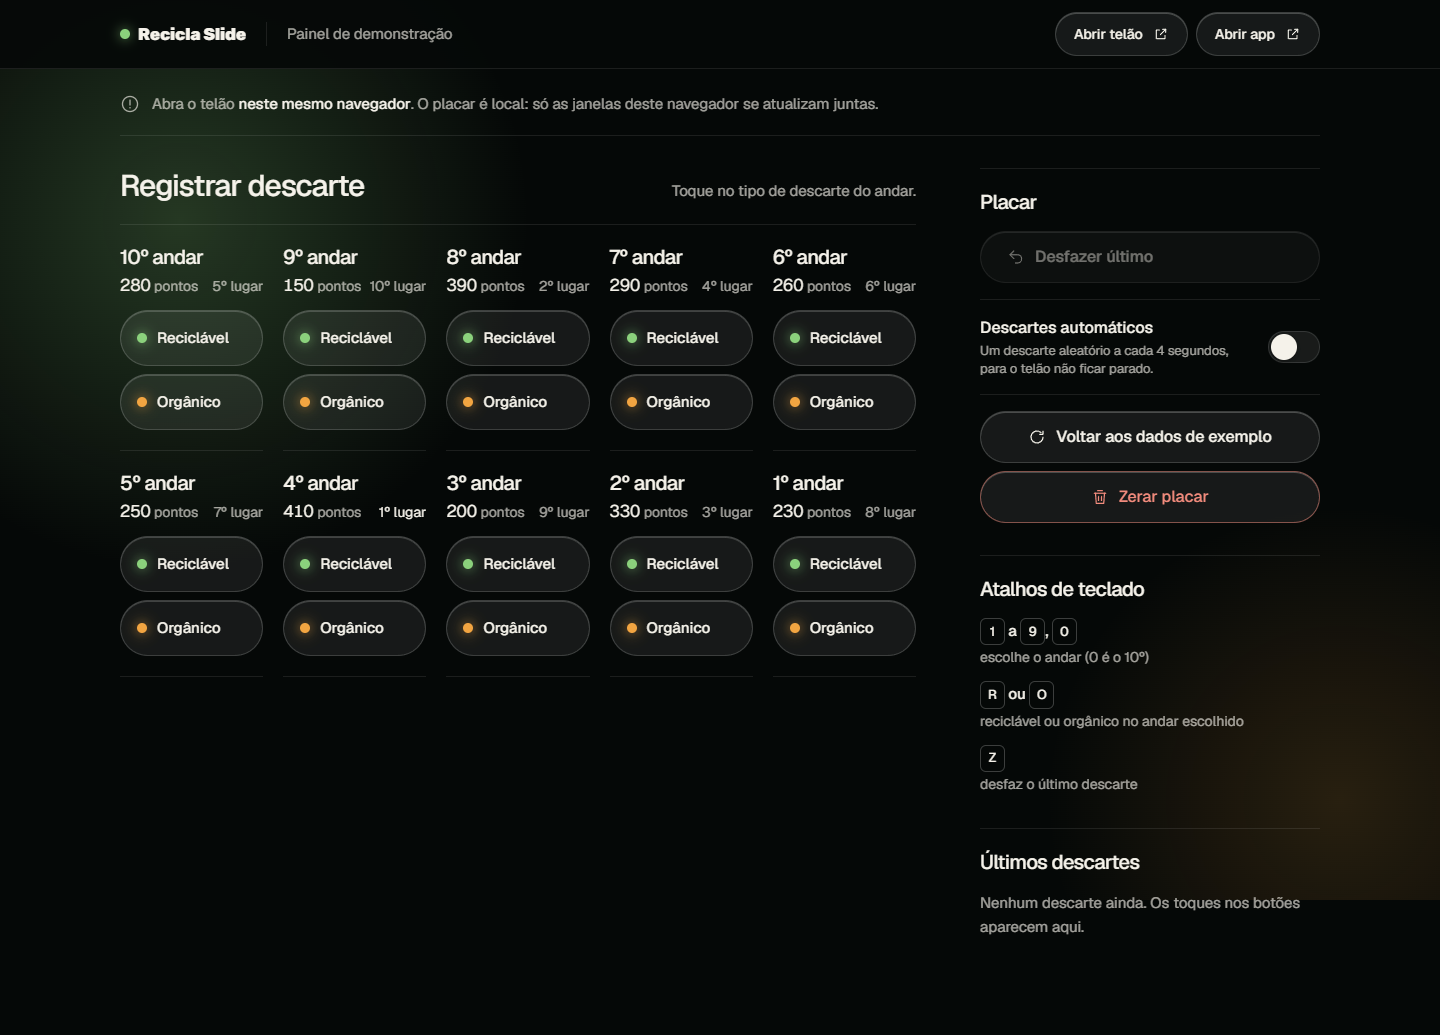 Recicla Slide
Painel de demonstração
Abrir telão
Abrir app
Abra o telão neste mesmo navegador. O placar é local: só as janelas deste navegador se atualizam juntas.
Registrar descarte
Toque no tipo de descarte do andar.
10º andar
280 pontos 5º lugar
Reciclável
Orgânico
9º andar
150 pontos 10º lugar
Reciclável
Orgânico
8º andar
390 pontos 2º lugar
Reciclável
Orgânico
7º andar
290 pontos 4º lugar
Reciclável
Orgânico
6º andar
260 pontos 6º lugar
Reciclável
Orgânico
5º andar
250 pontos 7º lugar
Reciclável
Orgânico
4º andar
410 pontos 1º lugar
Reciclável
Orgânico
3º andar
200 pontos 9º lugar
Reciclável
Orgânico
2º andar
330 pontos 3º lugar
Reciclável
Orgânico
1º andar
230 pontos 8º lugar
Reciclável
Orgânico
Placar
Desfazer último
Descartes automáticos
Um descarte aleatório a cada 4 segundos,
para o telão não ficar parado.
Voltar aos dados de exemplo
Zerar placar
Atalhos de teclado
1 a 9, 0
escolhe o andar (0 é o 10º)
R ou O
reciclável ou orgânico no andar escolhido
Z
desfaz o último descarte
Últimos descartes
Nenhum descarte ainda. Os toques nos botões
aparecem aqui.